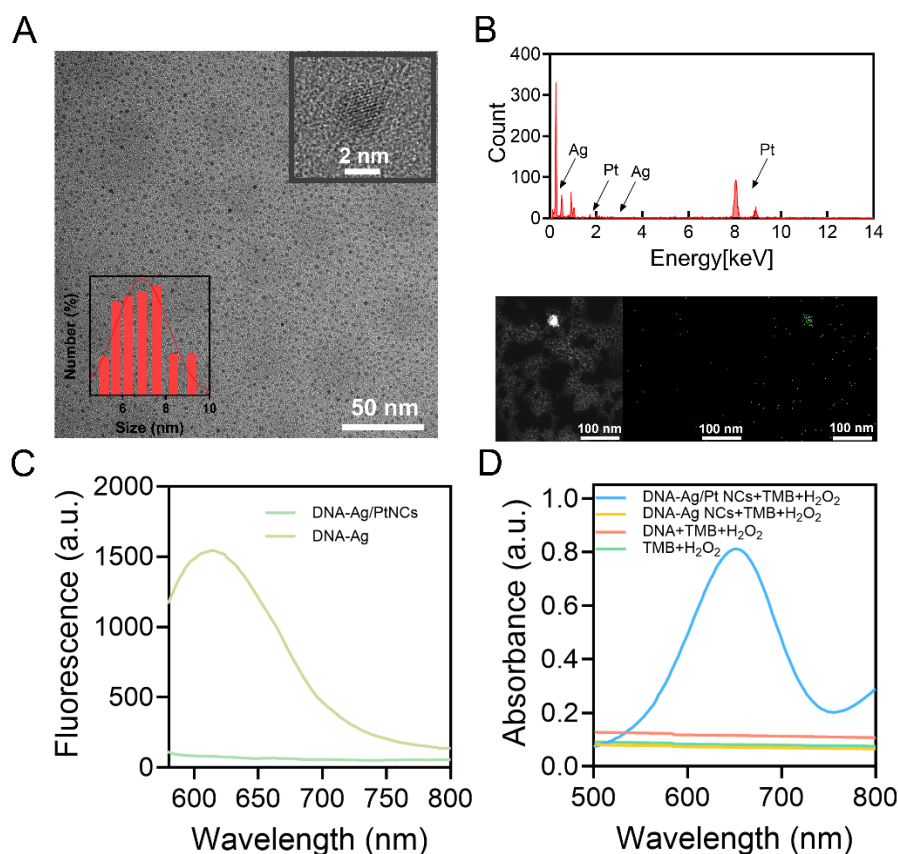 A
2 nm
Number (%)
6 8 10
Size (nm)
50 nm
B
400
300
200
100
0
Count
Ag
Pt
Ag
Pt
0 2 4 6 8 10 12 14
Energy[keV]
100 nm
100 nm
100 nm
C
2000
1500
1000
500
0
Fluorescence (a.u.)
DNA-Ag/PtNCs
DNA-Ag
600 650 700 750 800
Wavelength (nm)
D
1.0
0.8
0.6
0.4
0.2
0.0
Absorbance (a.u.)
DNA-Ag/Pt NCs+TMB+H₂O₂
DNA-Ag NCs+TMB+H₂O₂
DNA+TMB+H₂O₂
TMB+H₂O₂
500 600 700 800
Wavelength (nm)